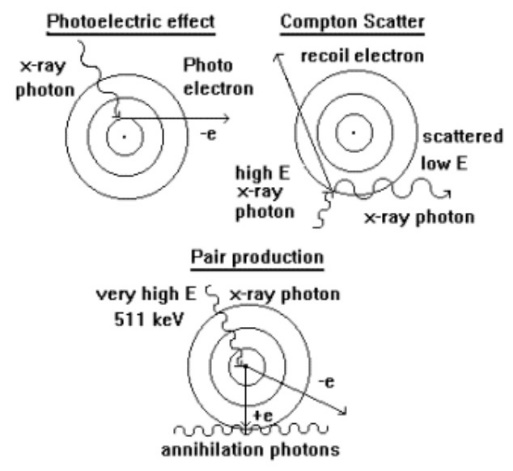 Photoelectric effect
x-ray
photon
Photo
electron
-e
Compton Scatter
recoil electron
scattered
low E
high E
x-ray
photon
x-ray photon
Pair production
very high E
511 keV
x-ray photon
-e
+e
annihilation photons